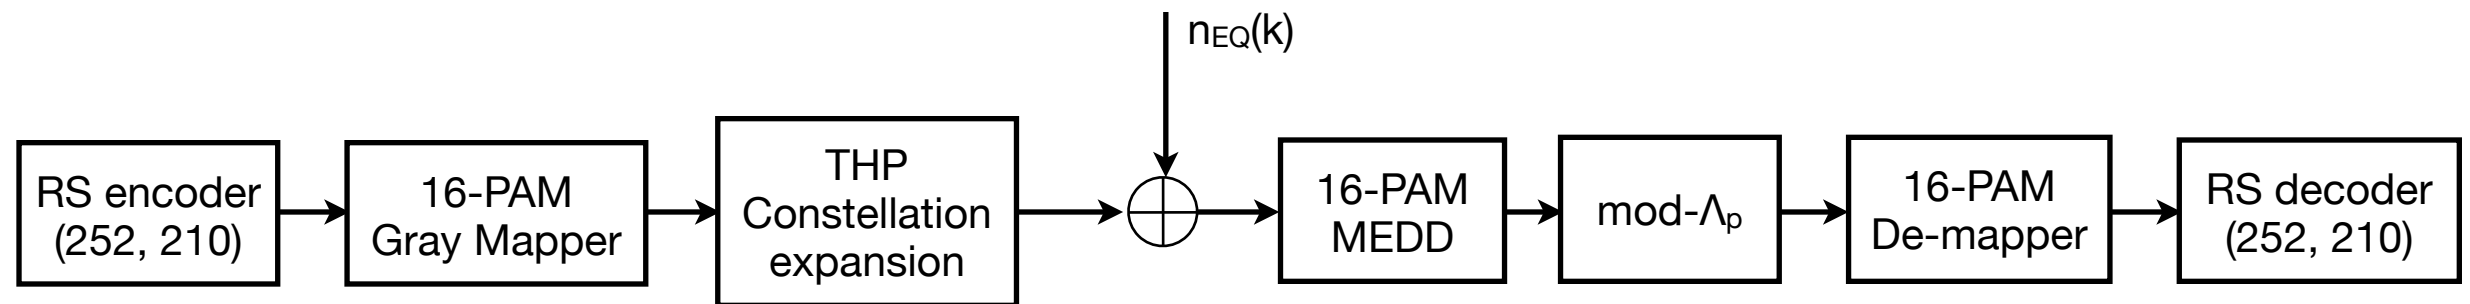 n_EQ(k)
RS encoder
(252, 210)
16-PAM
Gray Mapper
THP
Constellation
expansion
16-PAM
MEDD
mod-Λ_p
16-PAM
De-mapper
RS decoder
(252, 210)